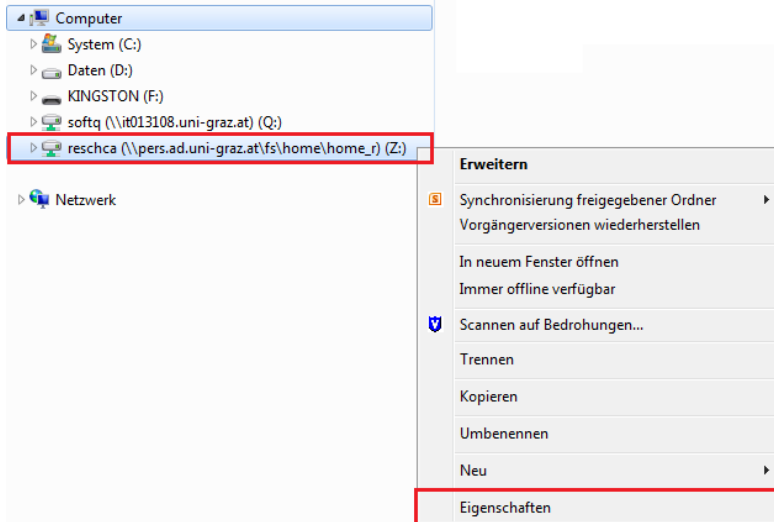 Computer
System (C:)
Daten (D:)
KINGSTON (F:)
softq (\\it013108.uni-graz.at) (Q:)
reschca (\\pers.ad.uni-graz.at\fs\home\home_r) (Z:)
Netzwerk
Erweitern
Synchronisierung freigegebener Ordner
Vorgängerversionen wiederherstellen
In neuem Fenster öffnen
Immer offline verfügbar
Scannen auf Bedrohungen...
Trennen
Kopieren
Umbenennen
Neu
Eigenschaften